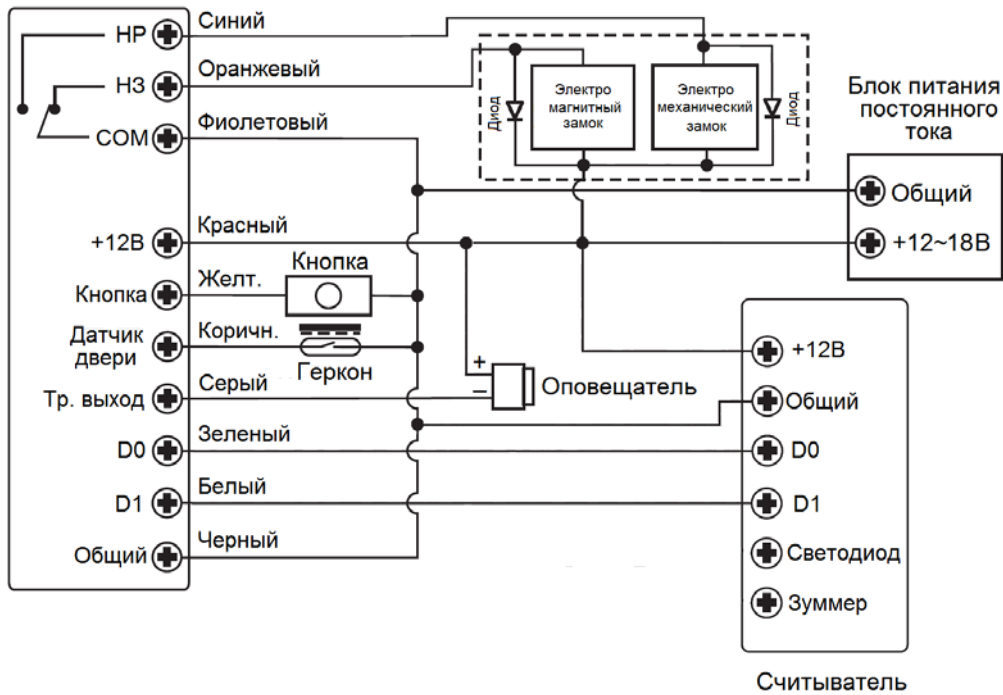 НР
Синий
НЗ
Оранжевый
COM
Фиолетовый
+12В
Красный
Кнопка
Желт.
Кнопка
Датчик
двери
Коричн.
Геркон
Тр. выход
Серый
+
–
Оповещатель
D0
Зеленый
D1
Белый
Общий
Черный
Диод
Электро
магнитный
замок
Электро
механический
замок
Диод
Блок питания
постоянного
тока
Общий
+12~18В
+12В
Общий
D0
D1
Светодиод
Зуммер
Считыватель